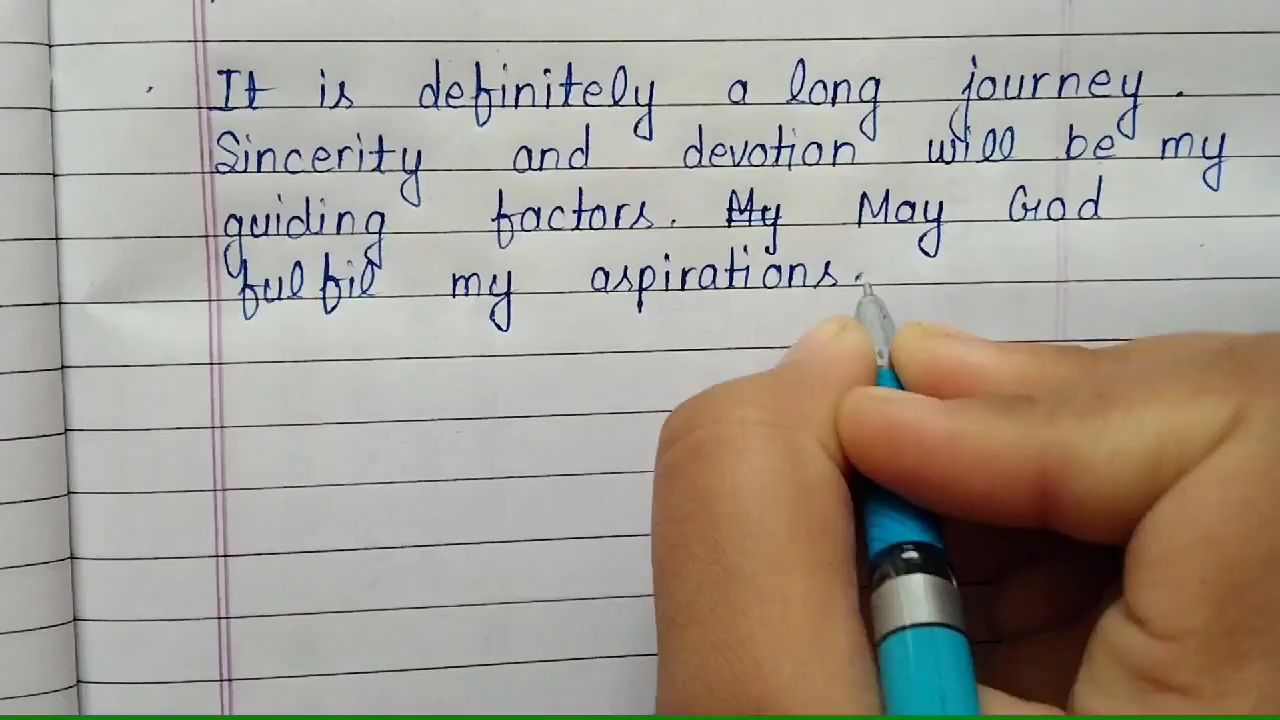 It is definitely a long journey.
Sincerity and devotion will be my
guiding factors. My May God
fulfil my aspirations.